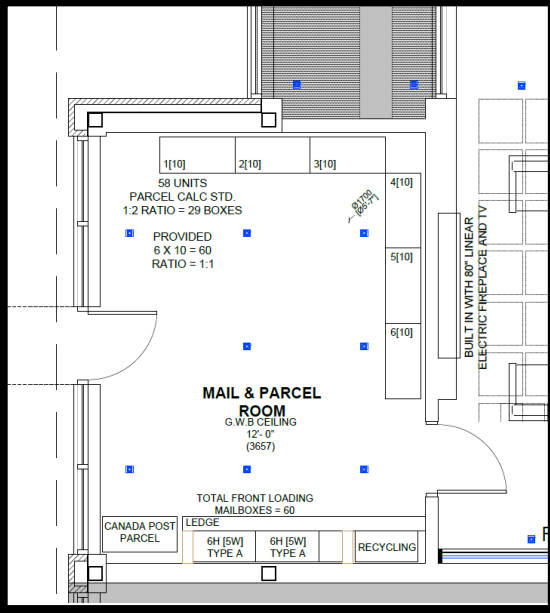 1[10]
2[10]
3[10]
4[10]
58 UNITS
PARCEL CALC STD.
1:2 RATIO = 29 BOXES
Ø1700
[Ø5'-7"]
PROVIDED
6 X 10 = 60
RATIO = 1:1
5[10]
6[10]
BUILT IN WITH 80" LINEAR
ELECTRIC FIREPLACE AND TV
MAIL & PARCEL
ROOM
G.W.B CEILING
12'- 0"
(3657)
TOTAL FRONT LOADING
MAILBOXES = 60
CANADA POST
PARCEL
LEDGE
6H [5W]
TYPE A
6H [5W]
TYPE A
RECYCLING